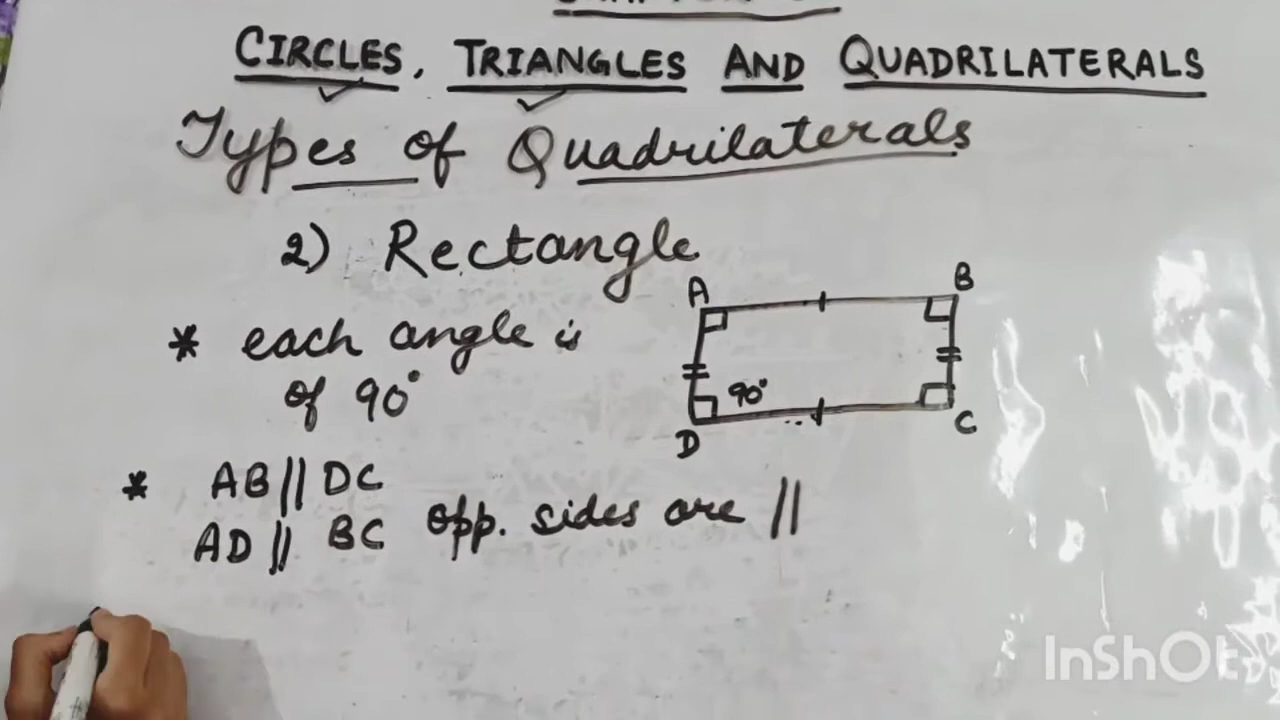 CIRCLES, TRIANGLES AND QUADRILATERALS
Types of Quadrilaterals
2) Rectangle
A
B
* each angle is
of 90°
90°
D
C
* AB || DC
AD || BC opp. sides are ||
InShOt